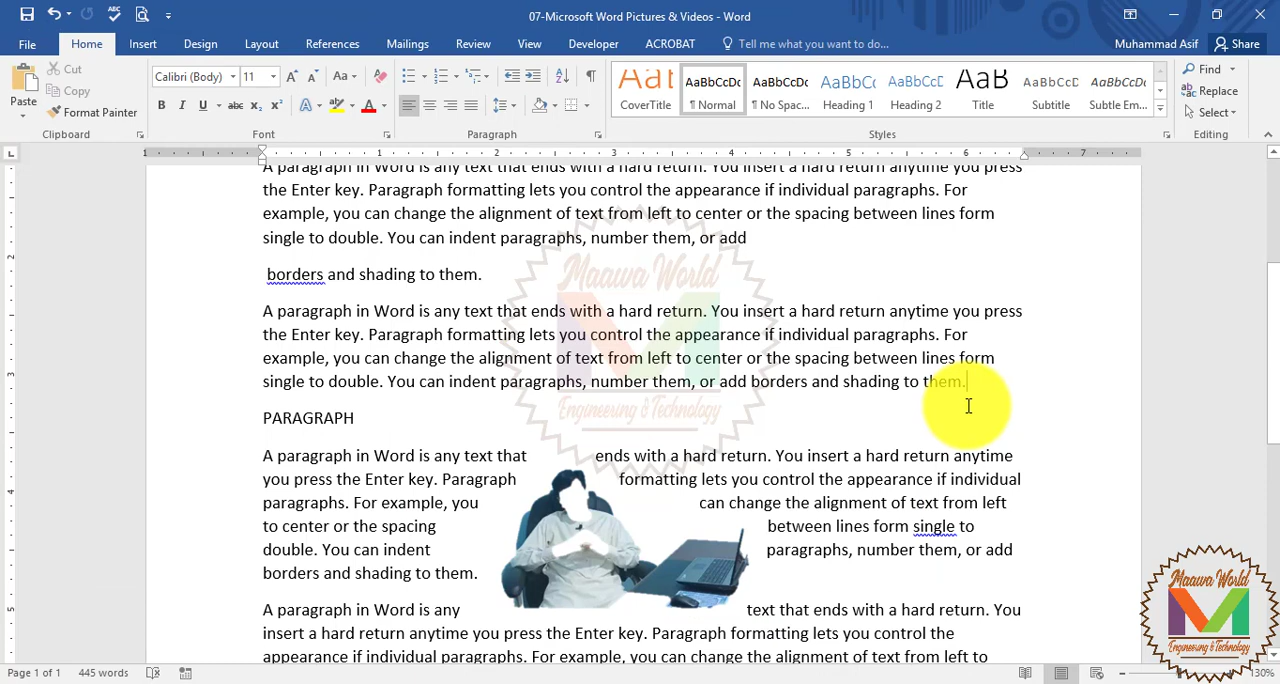 07-Microsoft Word Pictures & Videos - Word
File Home Insert Design Layout References Mailings Review View Developer ACROBAT Tell me what you want to do... Muhammad Asif Share
Cut
Copy
Format Painter
Paste
Clipboard
Calibri (Body) 11
Font
Paragraph
AaBbCcDc AaBbCcDc AaBbCc AaBbCcD AaBbCcD AaBbCcD
CoverTitle ¶ Normal ¶ No Spac... Heading 1 Heading 2 Title Subtitle Subtle Em...
Styles
Find
Replace
Select
Editing
A paragraph in Word is any text that ends with a hard return. You insert a hard return anytime you press
the Enter key. Paragraph formatting lets you control the appearance if individual paragraphs. For
example, you can change the alignment of text from left to center or the spacing between lines form
single to double. You can indent paragraphs, number them, or add
borders and shading to them.
A paragraph in Word is any text that ends with a hard return. You insert a hard return anytime you press
the Enter key. Paragraph formatting lets you control the appearance if individual paragraphs. For
example, you can change the alignment of text from left to center or the spacing between lines form
single to double. You can indent paragraphs, number them, or add borders and shading to them.
PARAGRAPH
A paragraph in Word is any text that ends with a hard return. You insert a hard return anytime
you press the Enter key. Paragraph formatting lets you control the appearance if individual
paragraphs. For example, you can change the alignment of text from left
to center or the spacing between lines form single to
double. You can indent paragraphs, number them, or add
borders and shading to them.
A paragraph in Word is any text that ends with a hard return. You
insert a hard return anytime you press the Enter key. Paragraph formatting lets you control the
appearance if individual paragraphs. For example, you can change the alignment of text from left to
Maawa World
Engineering & Technology
Maawa World
Engineering & Technology
Page 1 of 1 445 words 130%